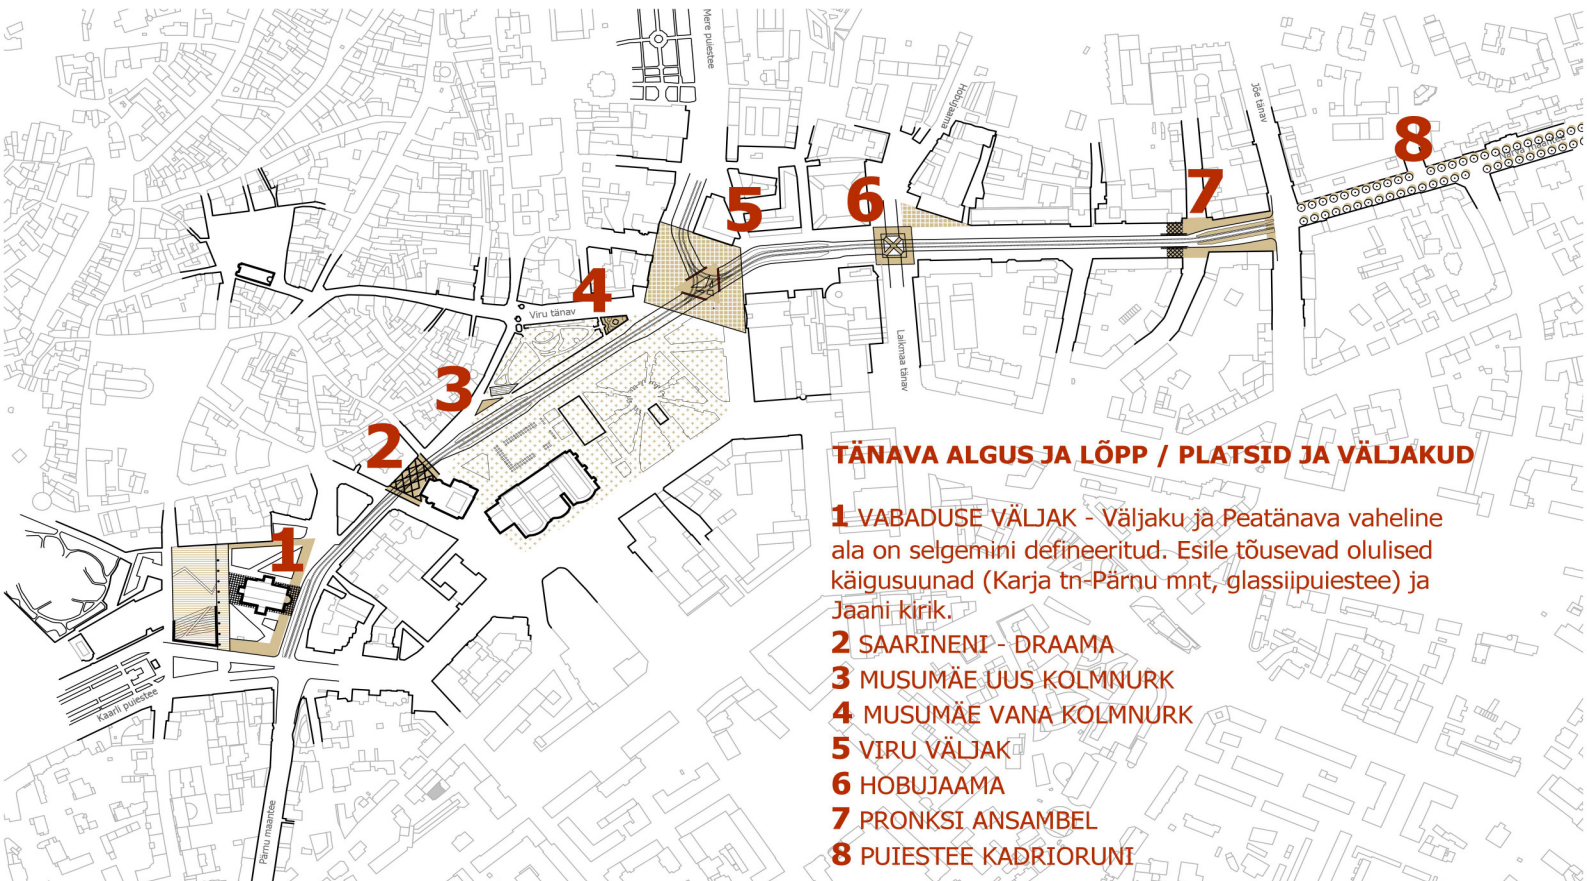 Mere puiestee
Hobujaama
Jõe tänav
8
7
6
5
4
Viru tänav
Laikmaa tänav
3
2
1
Kaarli puiestee
Pärnu maantee
TÄNAVA ALGUS JA LÕPP / PLATSID JA VÄLJAKUD
1 VABADUSE VÄLJAK - Väljaku ja Peatänava vaheline
ala on selgemini defineeritud. Esile tõusevad olulised
käigusuunad (Karja tn-Pärnu mnt, glassiipuiestee) ja
Jaani kirik.
2 SAARINENI - DRAAMA
3 MUSUMÄE UUS KOLMNURK
4 MUSUMÄE VANA KOLMNURK
5 VIRU VÄLJAK
6 HOBUJAAMA
7 PRONKSI ANSAMBEL
8 PUIESTEE KADRIORUNI